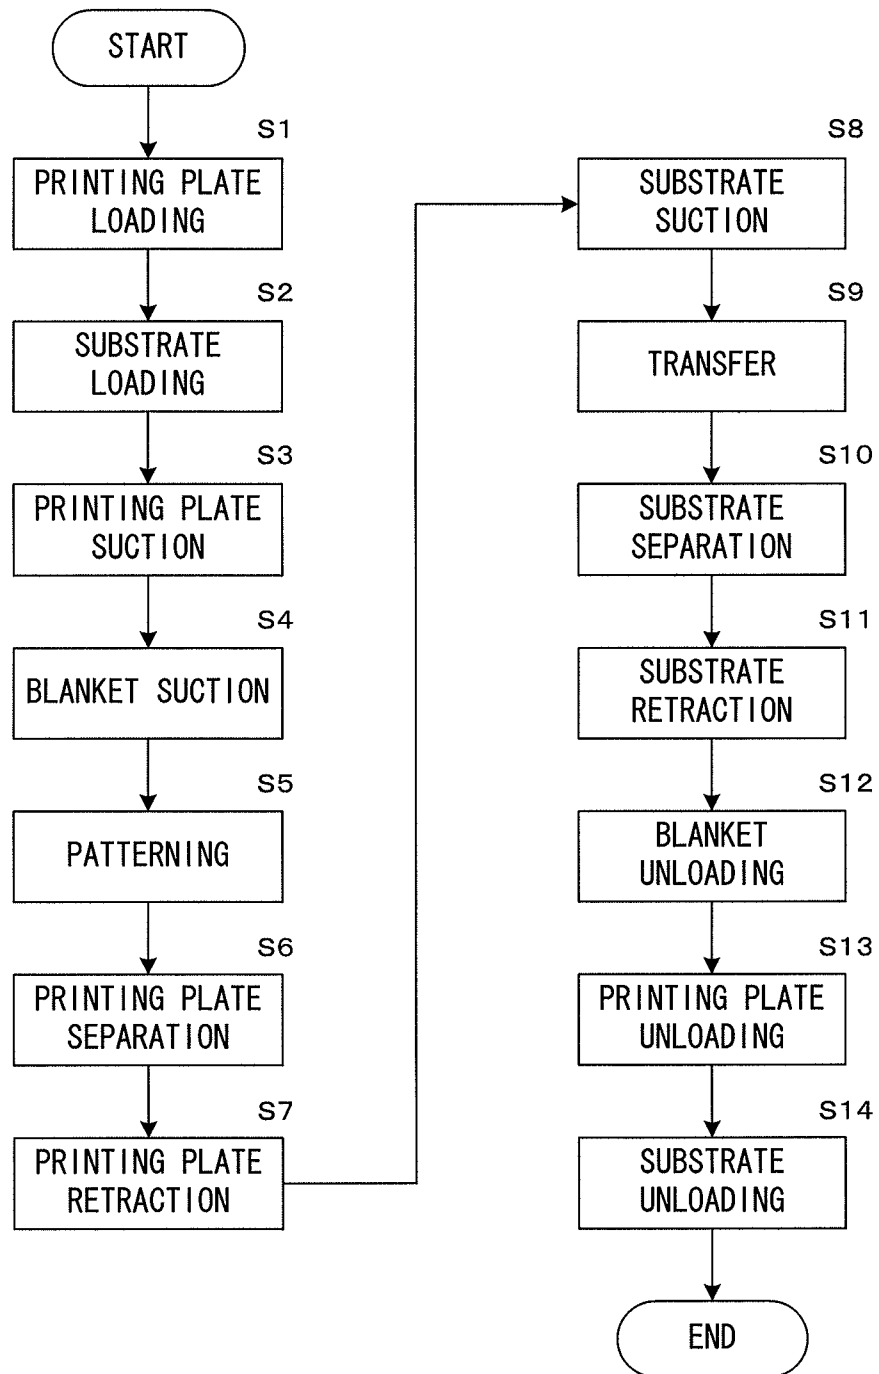 START
S1
PRINTING PLATE
LOADING
S2
SUBSTRATE
LOADING
S3
PRINTING PLATE
SUCTION
S4
BLANKET SUCTION
S5
PATTERNING
S6
PRINTING PLATE
SEPARATION
S7
PRINTING PLATE
RETRACTION
S8
SUBSTRATE
SUCTION
S9
TRANSFER
S10
SUBSTRATE
SEPARATION
S11
SUBSTRATE
RETRACTION
S12
BLANKET
UNLOADING
S13
PRINTING PLATE
UNLOADING
S14
SUBSTRATE
UNLOADING
END